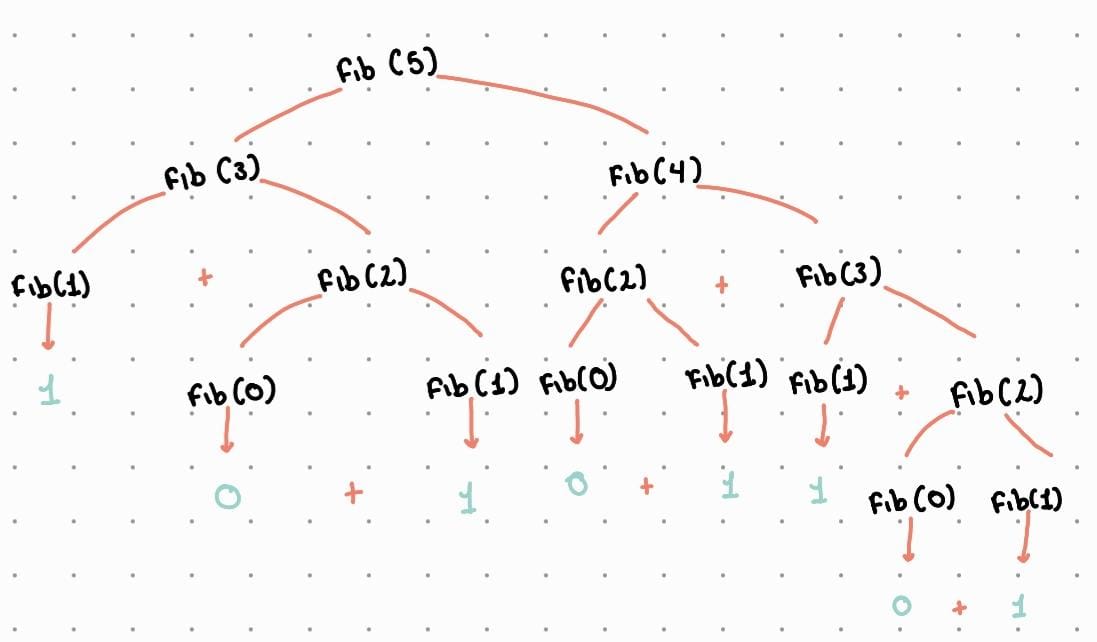 Fib (5)
Fib (3) Fib(4)
Fib(1) + Fib(2) Fib(2) + Fib(3)
1 Fib(0) Fib(1) Fib(0) Fib(1) Fib(1) + Fib(2)
0 + 1 0 + 1 1 Fib(0) Fib(1)
0 + 1